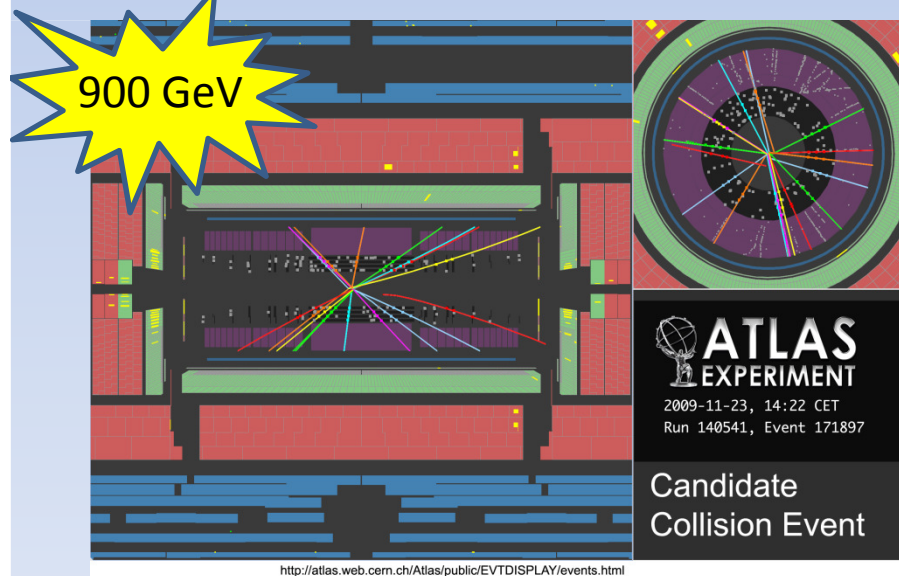 900 GeV
ATLAS
EXPERIMENT
2009-11-23, 14:22 CET
Run 140541, Event 171897
Candidate
Collision Event
http://atlas.web.cern.ch/Atlas/public/EVTDISPLAY/events.html